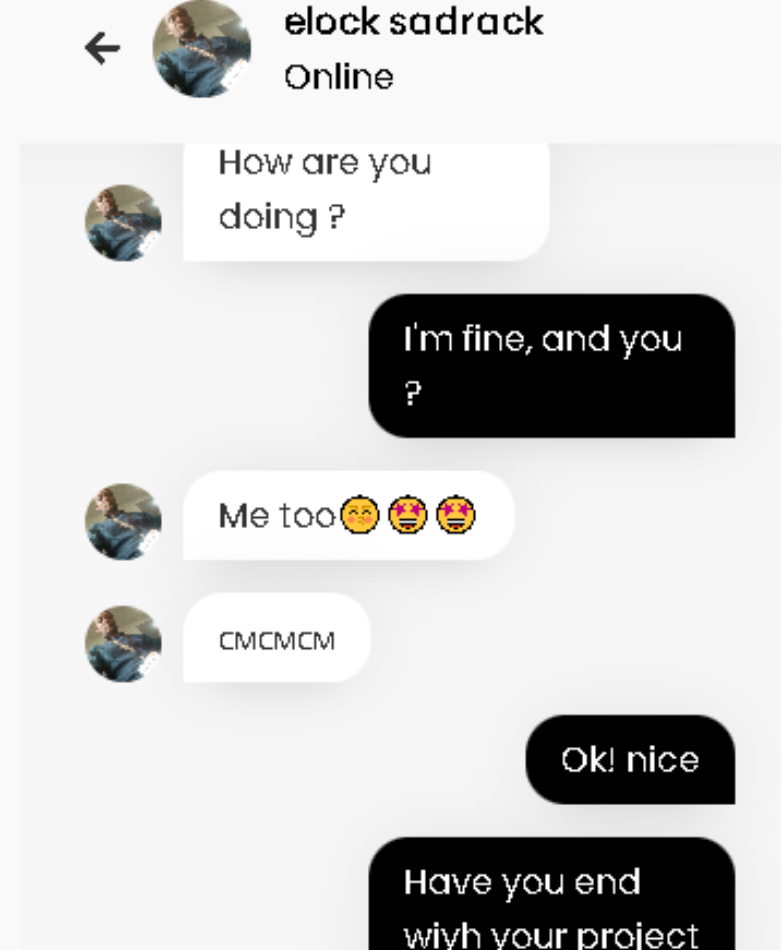 elock sadrack
Online
How are you
doing ?
I'm fine, and you
?
Me too😚🤩🤩
CMCMCM
Ok! nice
Have you end
wiyh your project